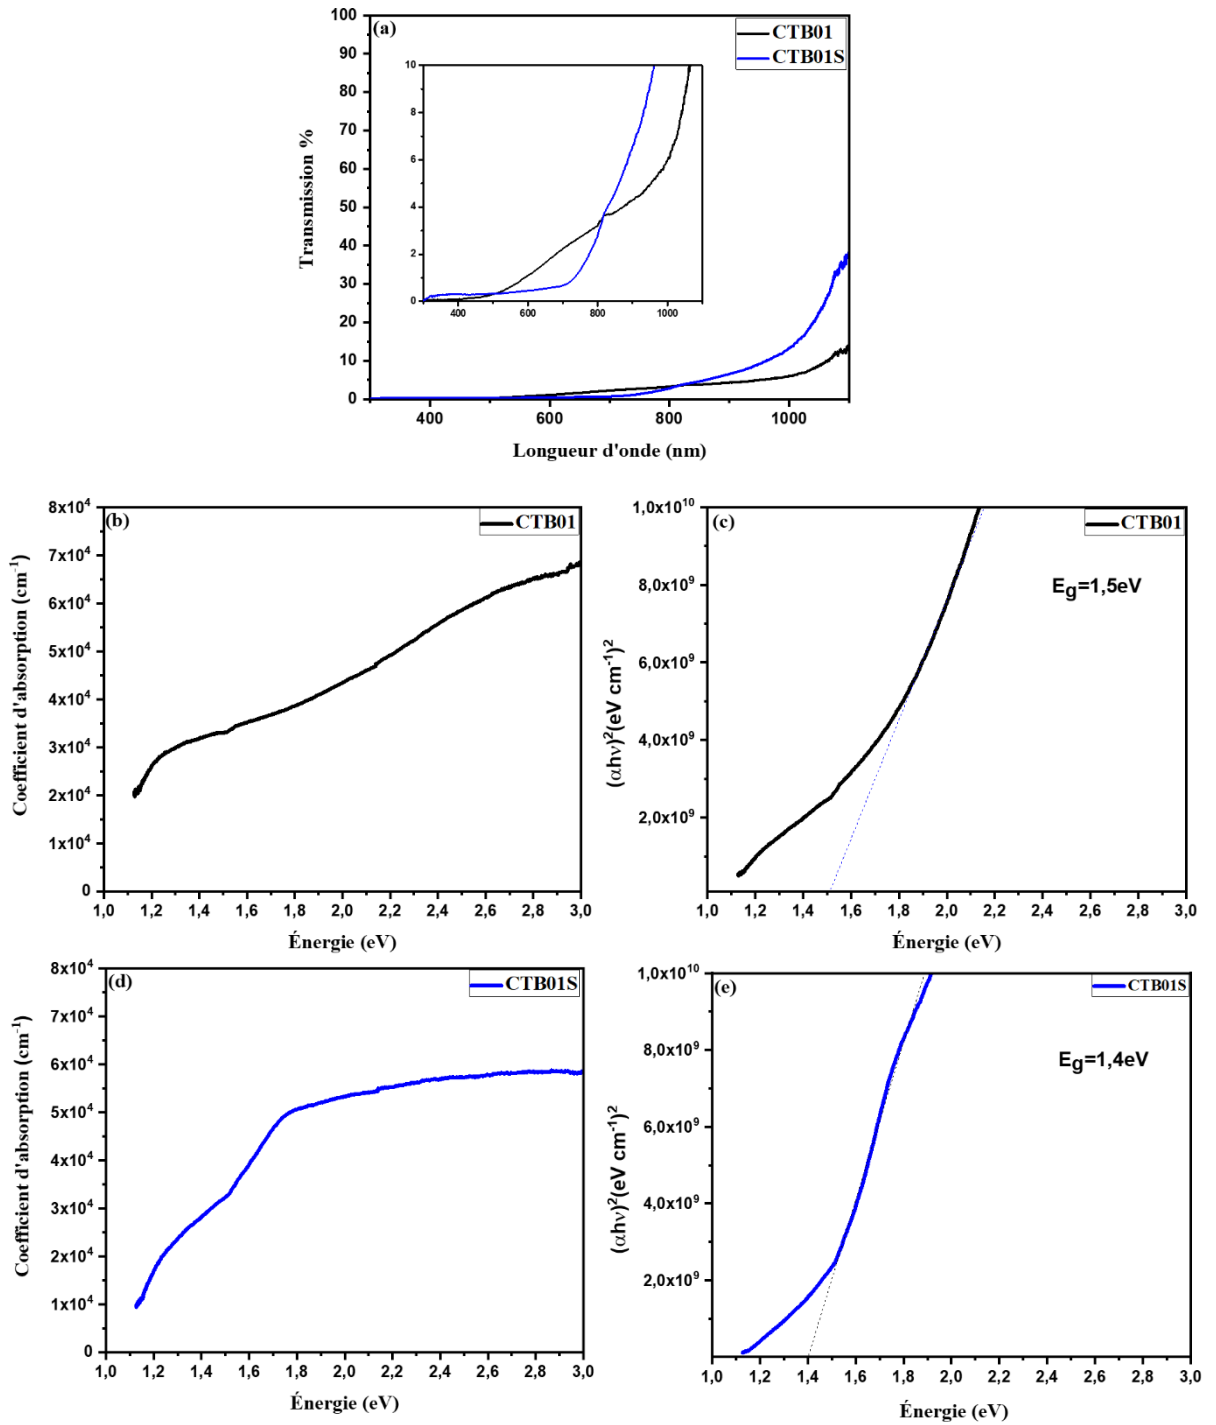 (a)
CTB01
CTB01S
Transmission %
100
90
80
70
60
50
40
30
20
10
0
10
8
6
4
2
0
400 600 800 1000
400 600 800 1000
Longueur d'onde (nm)
(b)
CTB01
Coefficient d'absorption (cm⁻¹)
8x10⁴
7x10⁴
6x10⁴
5x10⁴
4x10⁴
3x10⁴
2x10⁴
1x10⁴
0
1,0 1,2 1,4 1,6 1,8 2,0 2,2 2,4 2,6 2,8 3,0
Énergie (eV)
(c)
CTB01
Eg=1,5eV
(αhν)²(eV cm⁻¹)²
1,0x10¹⁰
8,0x10⁹
6,0x10⁹
4,0x10⁹
2,0x10⁹
1,0 1,2 1,4 1,6 1,8 2,0 2,2 2,4 2,6 2,8 3,0
Énergie (eV)
(d)
CTB01S
Coefficient d'absorption (cm⁻¹)
8x10⁴
7x10⁴
6x10⁴
5x10⁴
4x10⁴
3x10⁴
2x10⁴
1x10⁴
0
1,0 1,2 1,4 1,6 1,8 2,0 2,2 2,4 2,6 2,8 3,0
Énergie (eV)
(e)
CTB01S
Eg=1,4eV
(αhν)²(eV cm⁻¹)²
1,0x10¹⁰
8,0x10⁹
6,0x10⁹
4,0x10⁹
2,0x10⁹
1,0 1,2 1,4 1,6 1,8 2,0 2,2 2,4 2,6 2,8 3,0
Énergie (eV)